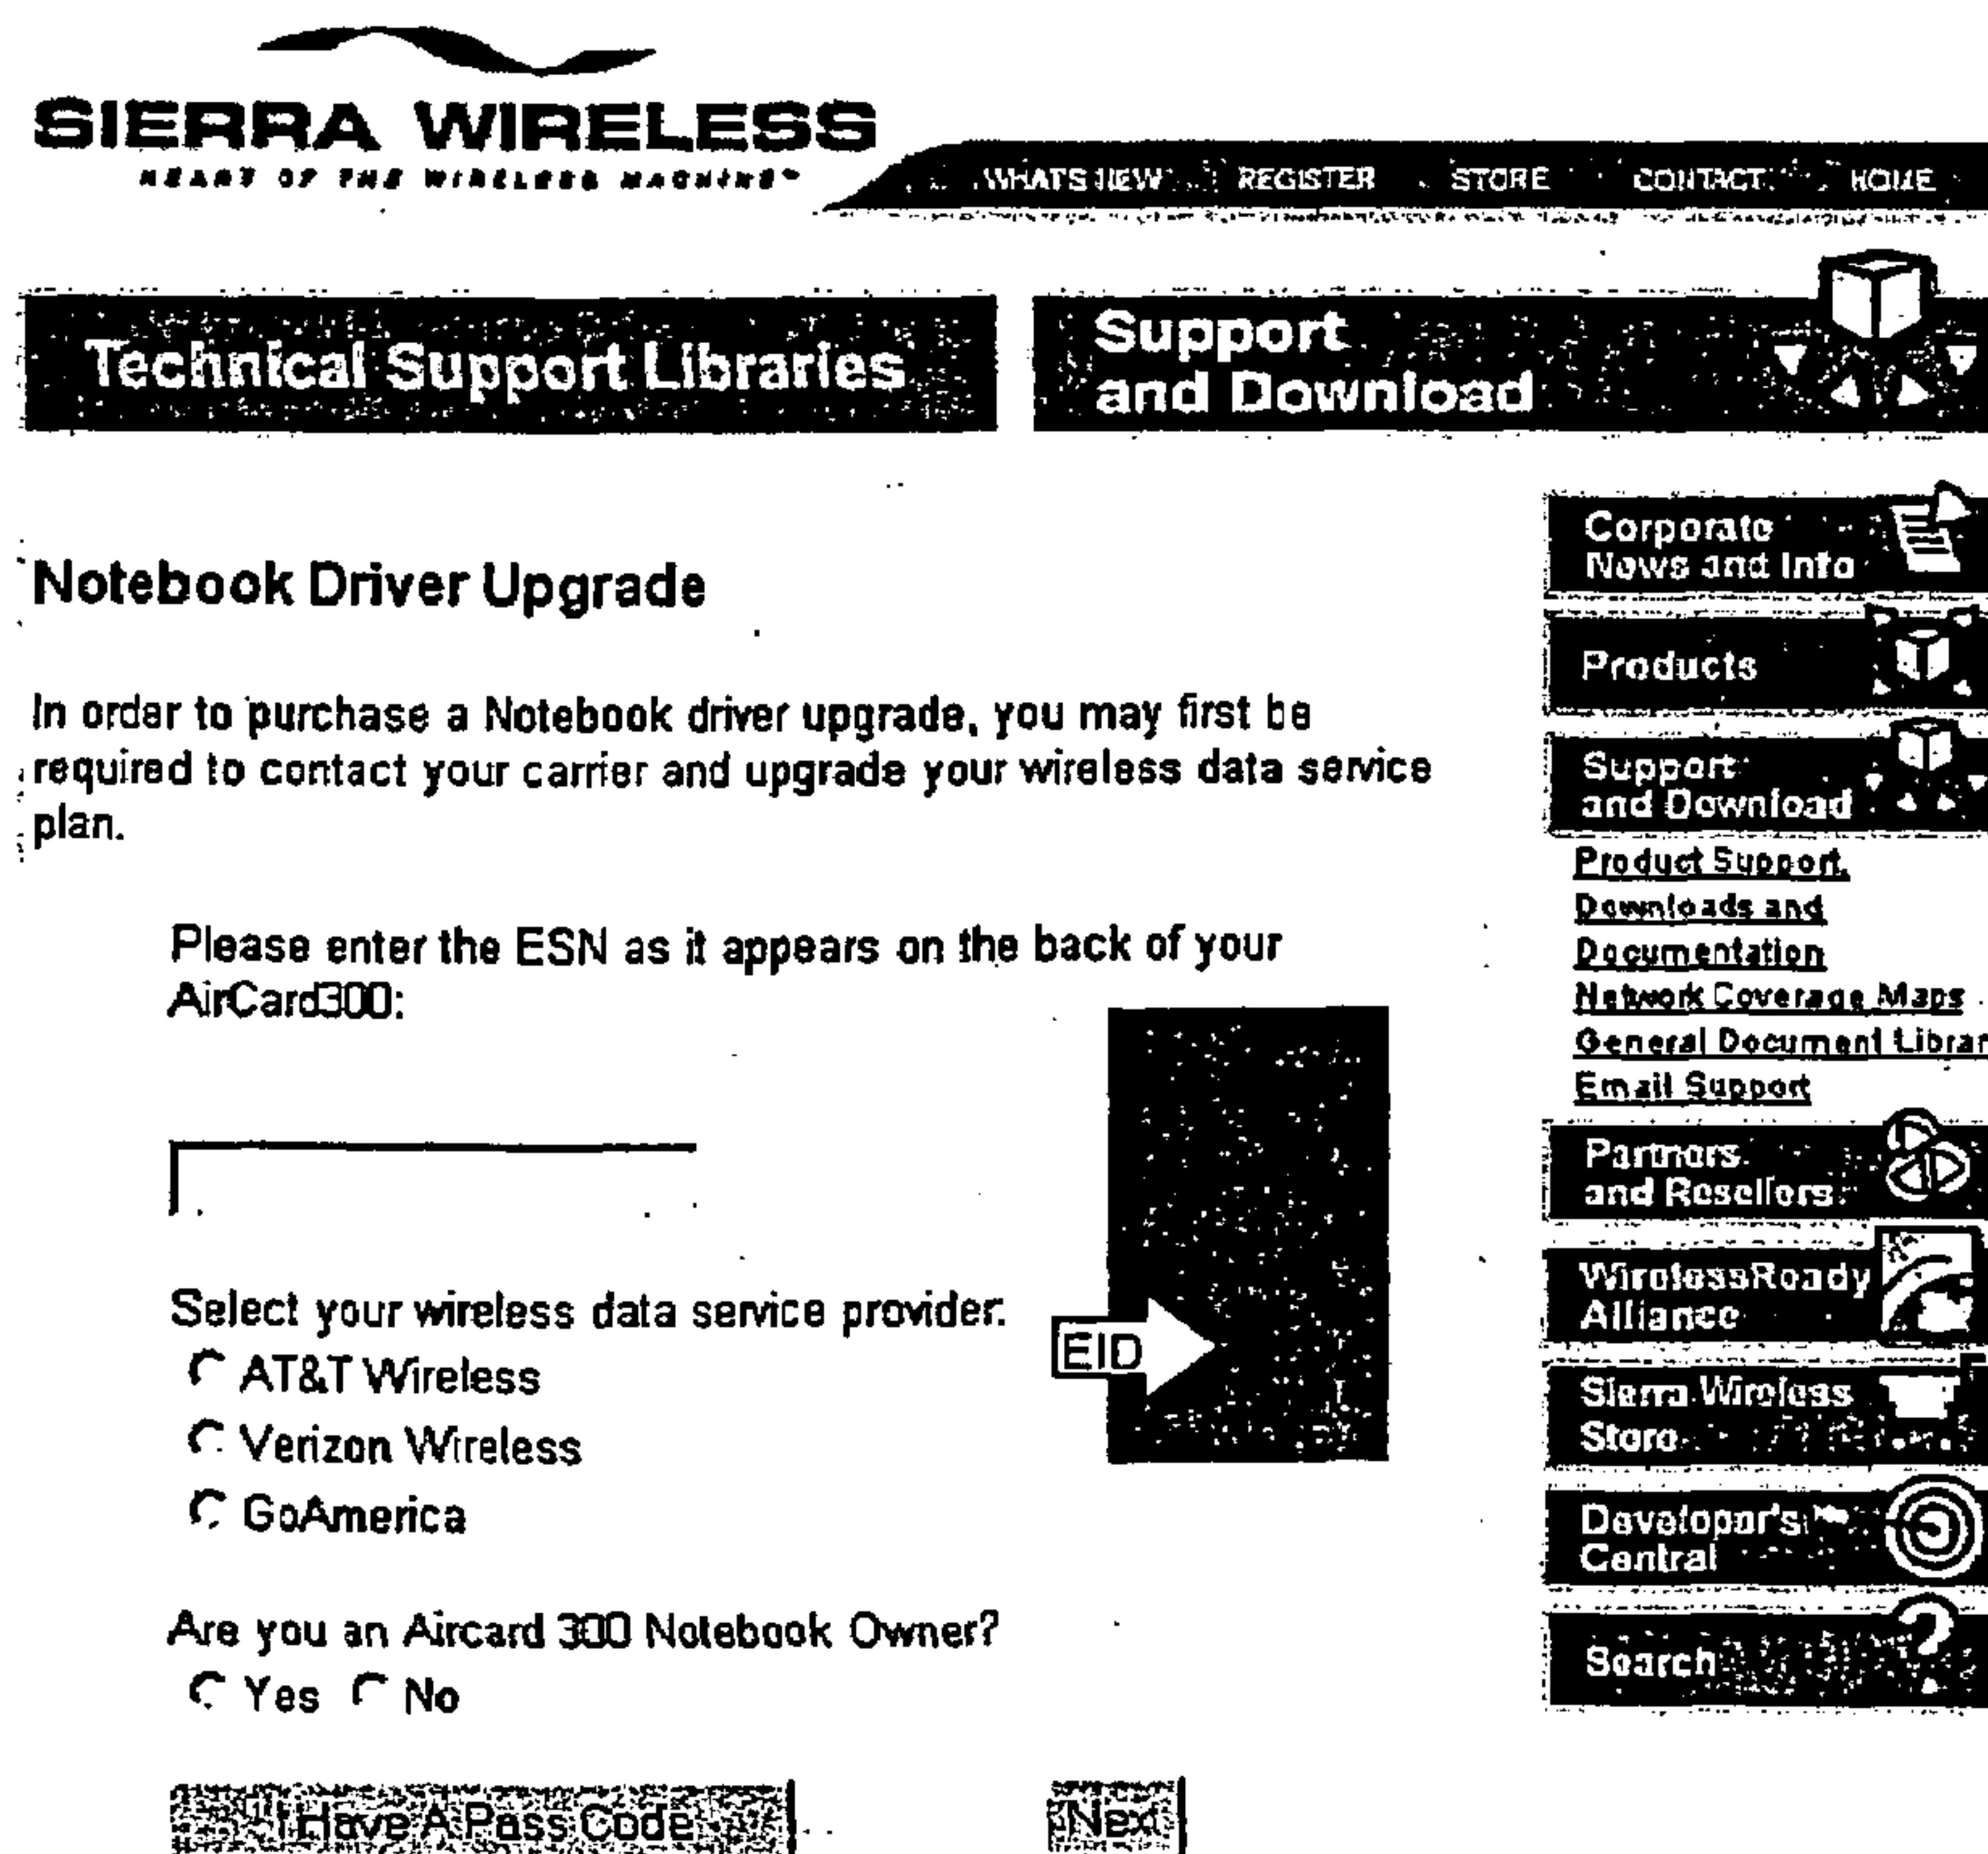 SIERRA WIRELESS
HEART OF THE WIRELESS MACHINE™
WHATS NEW REGISTER STORE CONTACT HOME
Technical Support Libraries
Support
and Download
Notebook Driver Upgrade
In order to purchase a Notebook driver upgrade, you may first be
required to contact your carrier and upgrade your wireless data service
plan.
Please enter the ESN as it appears on the back of your
AirCard300:
EID
Select your wireless data service provider:
AT&T Wireless
Verizon Wireless
GoAmerica
Are you an Aircard 300 Notebook Owner?
Yes No
I Have A Pass Code
Next
Corporate
News and Info
Products
Support
and Download
Product Support,
Downloads and
Documentation
Network Coverage Maps
General Document Librar
Email Support
Partners
and Resellers
WirelessReady
Alliance
Sierra Wireless
Store
Developer's
Central
Search